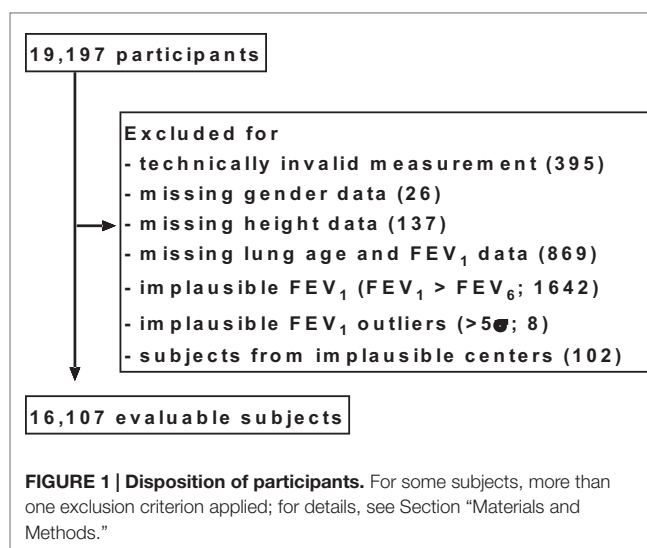 19,197 participants
Excluded for
- technically invalid measurement (395)
- missing gender data (26)
- missing height data (137)
- missing lung age and FEV₁ data (869)
- implausible FEV₁ (FEV₁ > FEV₆; 1642)
- implausible FEV₁ outliers (>5σ; 8)
- subjects from implausible centers (102)
16,107 evaluable subjects
FIGURE 1 | Disposition of participants. For some subjects, more than
one exclusion criterion applied; for details, see Section “Materials and
Methods.”